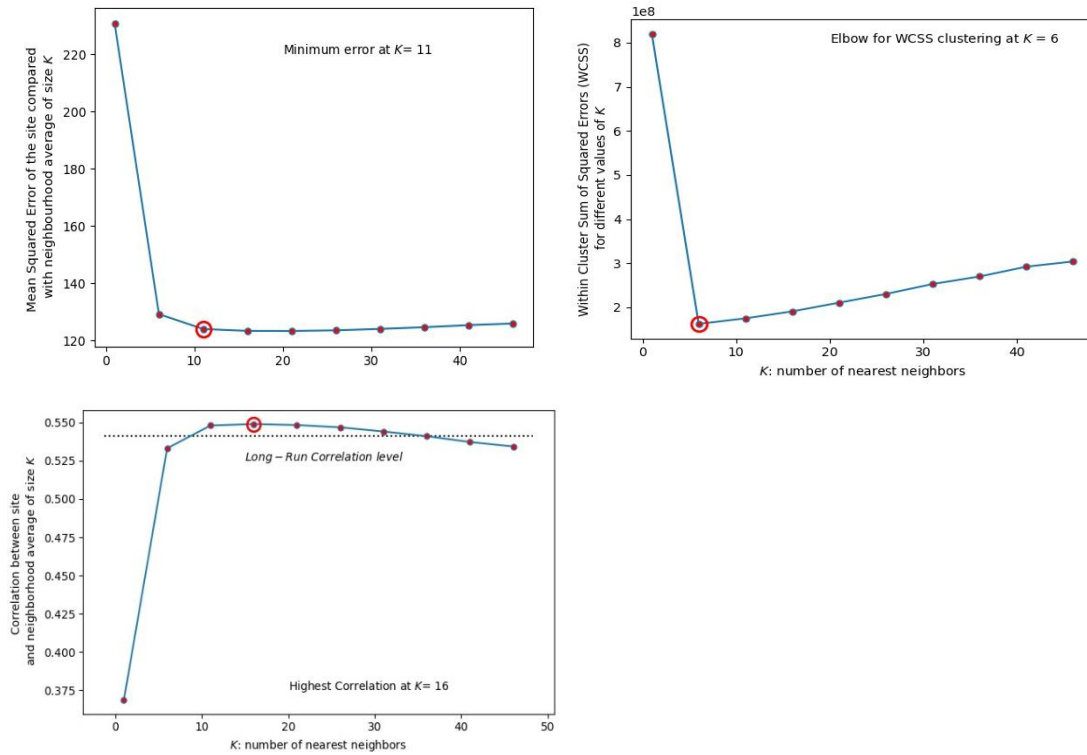 Mean Squared Error of the site compared
with neighbourhood average of size K
220
200
180
160
140
120
0
10
20
30
40
Minimum error at K= 11
1e8
Within Cluster Sum of Squared Errors (WCSS)
for different values of K
8
7
6
5
4
3
2
0
10
20
30
40
Elbow for WCSS clustering at K = 6
K: number of nearest neighbors
Correlation between site
and neighborhood average of size K
0.550
0.525
0.500
0.475
0.450
0.425
0.400
0.375
Long−Run Correlation level
Highest Correlation at K= 16
0
10
20
30
40
50
K: number of nearest neighbors